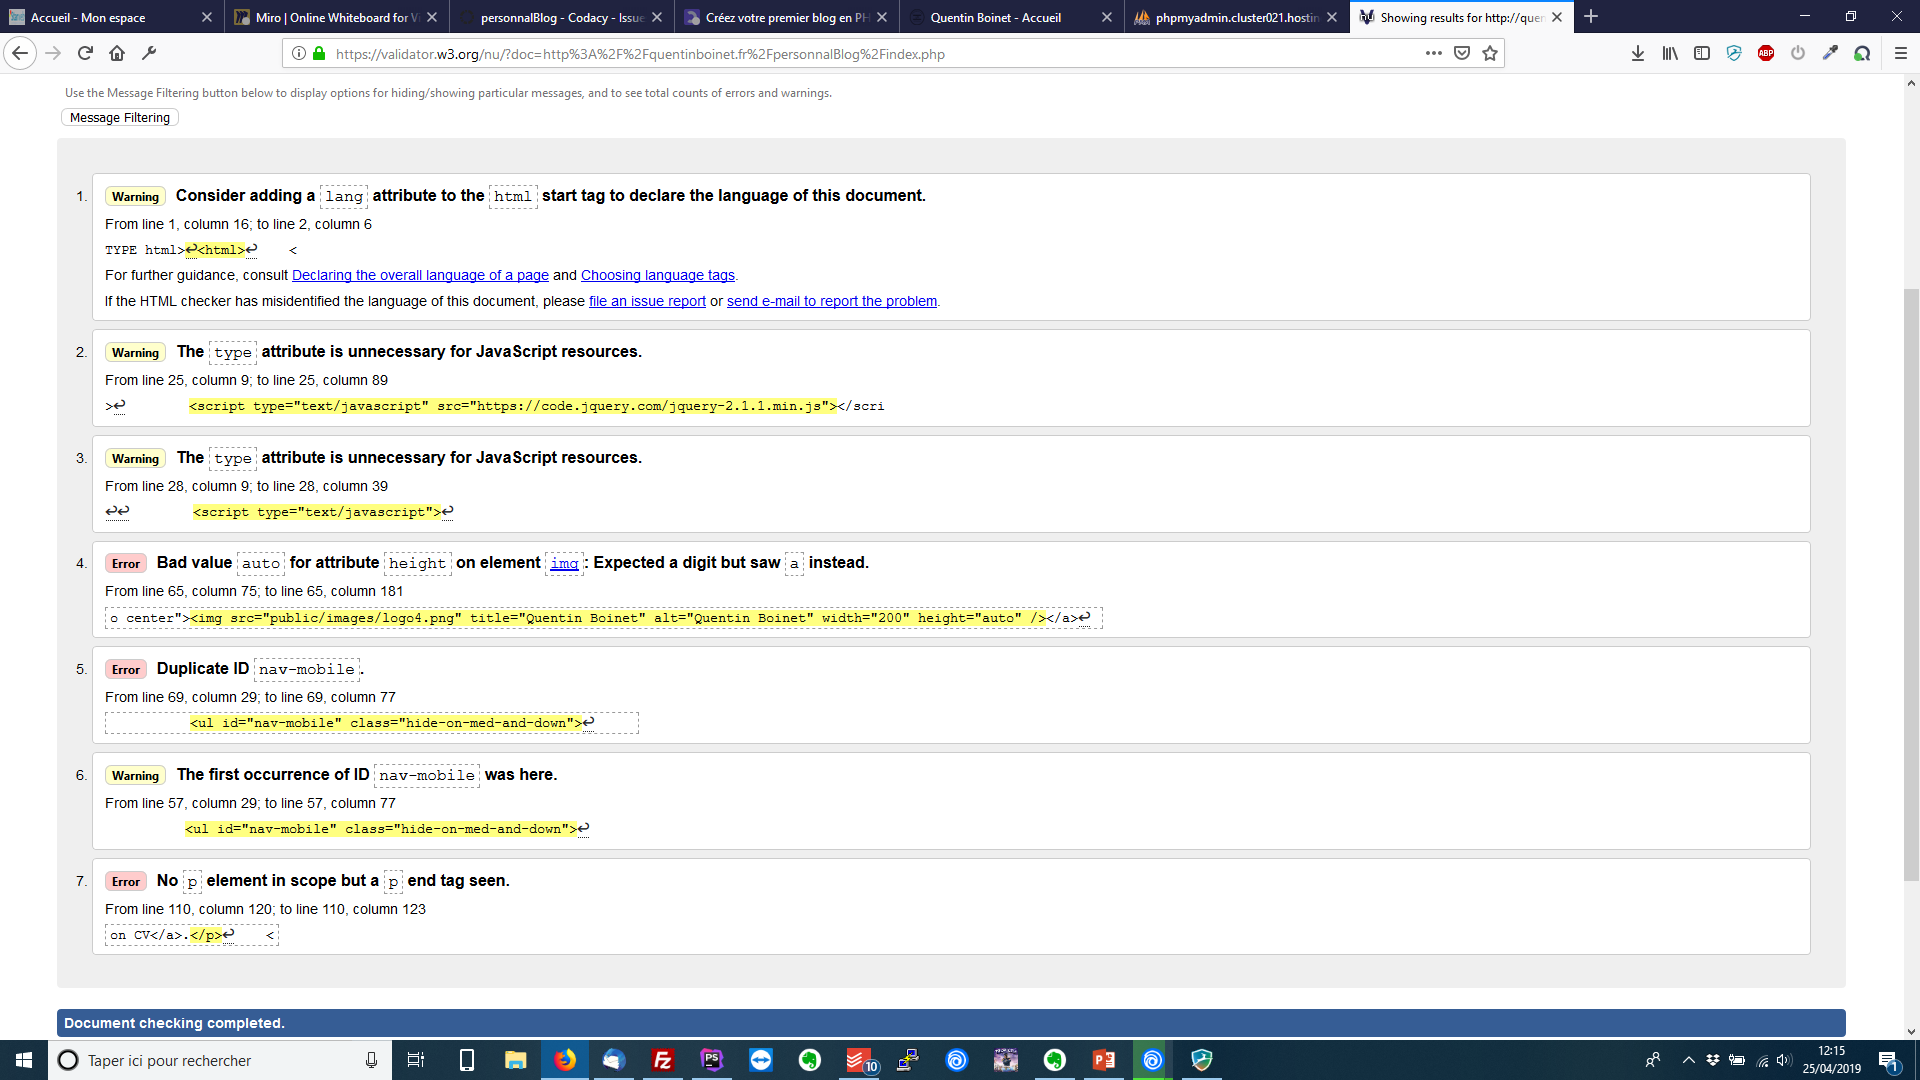 Accueil - Mon espace
Miro | Online Whiteboard for Vi
personnalBlog - Codacy - Issue
Créez votre premier blog en PH
Quentin Boinet - Accueil
phpmyadmin.cluster021.hostin
Showing results for http://quen
https://validator.w3.org/nu/?doc=http%3A%2F%2Fquentinboinet.fr%2FpersonnalBlog%2Findex.php
ABP
Use the Message Filtering button below to display options for hiding/showing particular messages, and to see total counts of errors and warnings.
Message Filtering
1. Warning Consider adding a lang attribute to the html start tag to declare the language of this document.
From line 1, column 16; to line 2, column 6
TYPE html>↩<html>↩    <
For further guidance, consult Declaring the overall language of a page and Choosing language tags.
If the HTML checker has misidentified the language of this document, please file an issue report or send e-mail to report the problem.
2. Warning The type attribute is unnecessary for JavaScript resources.
From line 25, column 9; to line 25, column 89
>↩        <script type="text/javascript" src="https://code.jquery.com/jquery-2.1.1.min.js"></scri
3. Warning The type attribute is unnecessary for JavaScript resources.
From line 28, column 9; to line 28, column 39
↩↩        <script type="text/javascript">↩
4. Error Bad value auto for attribute height on element img: Expected a digit but saw a instead.
From line 65, column 75; to line 65, column 181
o center"><img src="public/images/logo4.png" title="Quentin Boinet" alt="Quentin Boinet" width="200" height="auto" /></a>↩
5. Error Duplicate ID nav-mobile.
From line 69, column 29; to line 69, column 77
<ul id="nav-mobile" class="hide-on-med-and-down">↩
6. Warning The first occurrence of ID nav-mobile was here.
From line 57, column 29; to line 57, column 77
<ul id="nav-mobile" class="hide-on-med-and-down">↩
7. Error No p element in scope but a p end tag seen.
From line 110, column 120; to line 110, column 123
on CV</a>.</p>↩    <
Document checking completed.
Taper ici pour rechercher
FZ
PS
10
12:15
25/04/2019
1